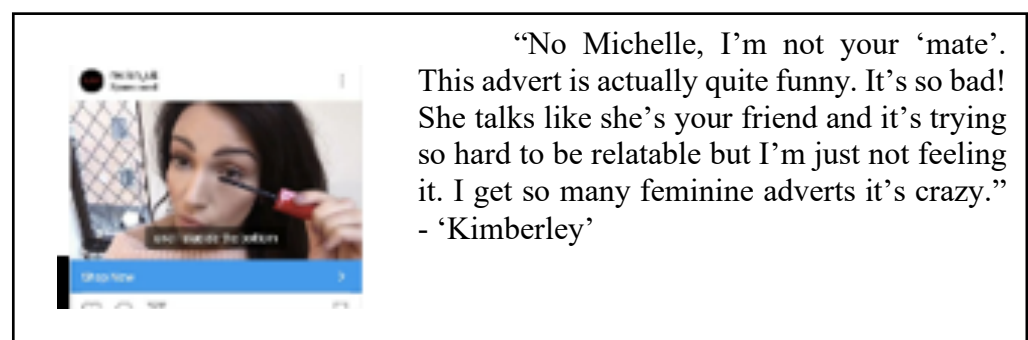 “No Michelle, I’m not your ‘mate’.
This advert is actually quite funny. It’s so bad!
She talks like she’s your friend and it’s trying
so hard to be relatable but I’m just not feeling
it. I get so many feminine adverts it’s crazy.”
- ‘Kimberley’
Shop now